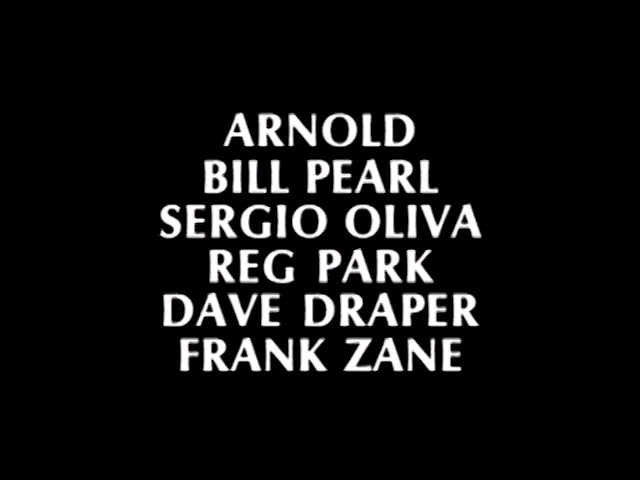 ARNOLD
BILL PEARL
SERGIO OLIVA
REG PARK
DAVE DRAPER
FRANK ZANE